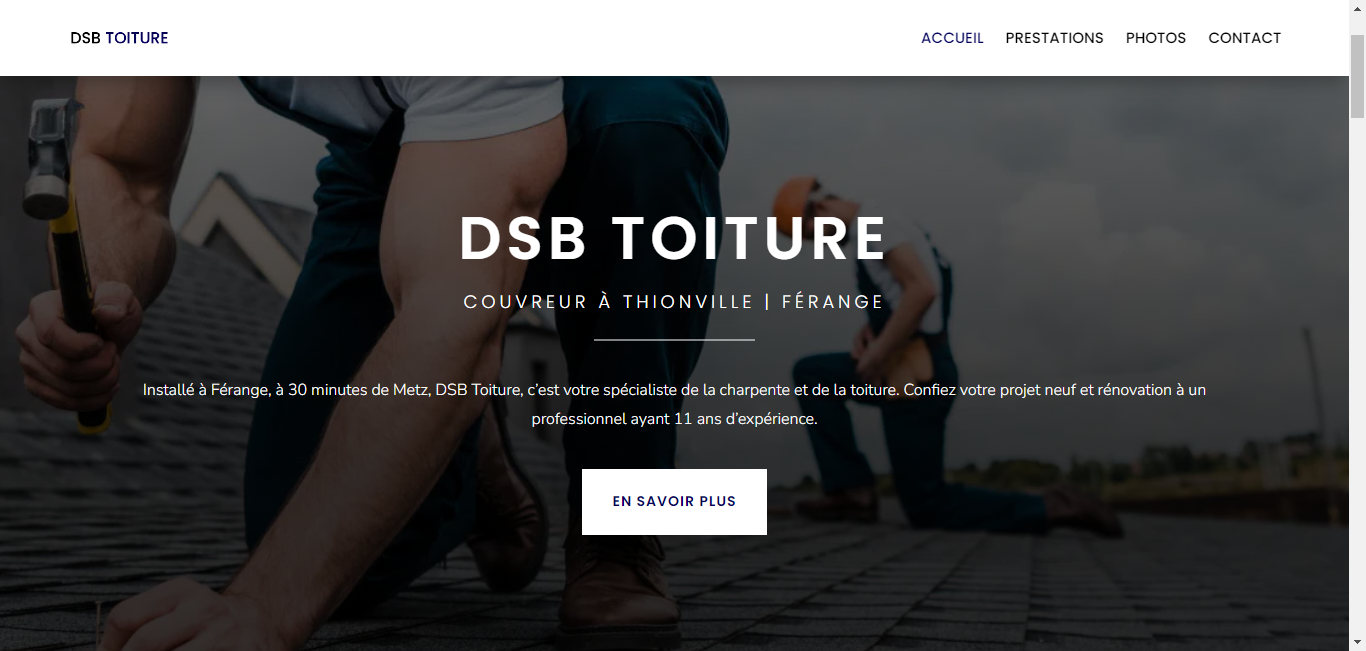 DSB TOITURE
ACCUEIL PRESTATIONS PHOTOS CONTACT
DSB TOITURE
COUVREUR À THIONVILLE | FÉRANGE
Installé à Férange, à 30 minutes de Metz, DSB Toiture, c’est votre spécialiste de la charpente et de la toiture. Confiez votre projet neuf et rénovation à un
professionnel ayant 11 ans d’expérience.
EN SAVOIR PLUS